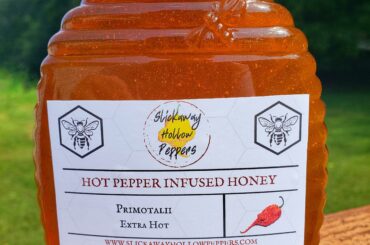 Slickaway
Hollow
Peppers
HOT PEPPER INFUSED HONEY
PRIMOTALII
EXTRA HOT
WWW.SLICKAWAYHOLLOWPEPPERS.COM